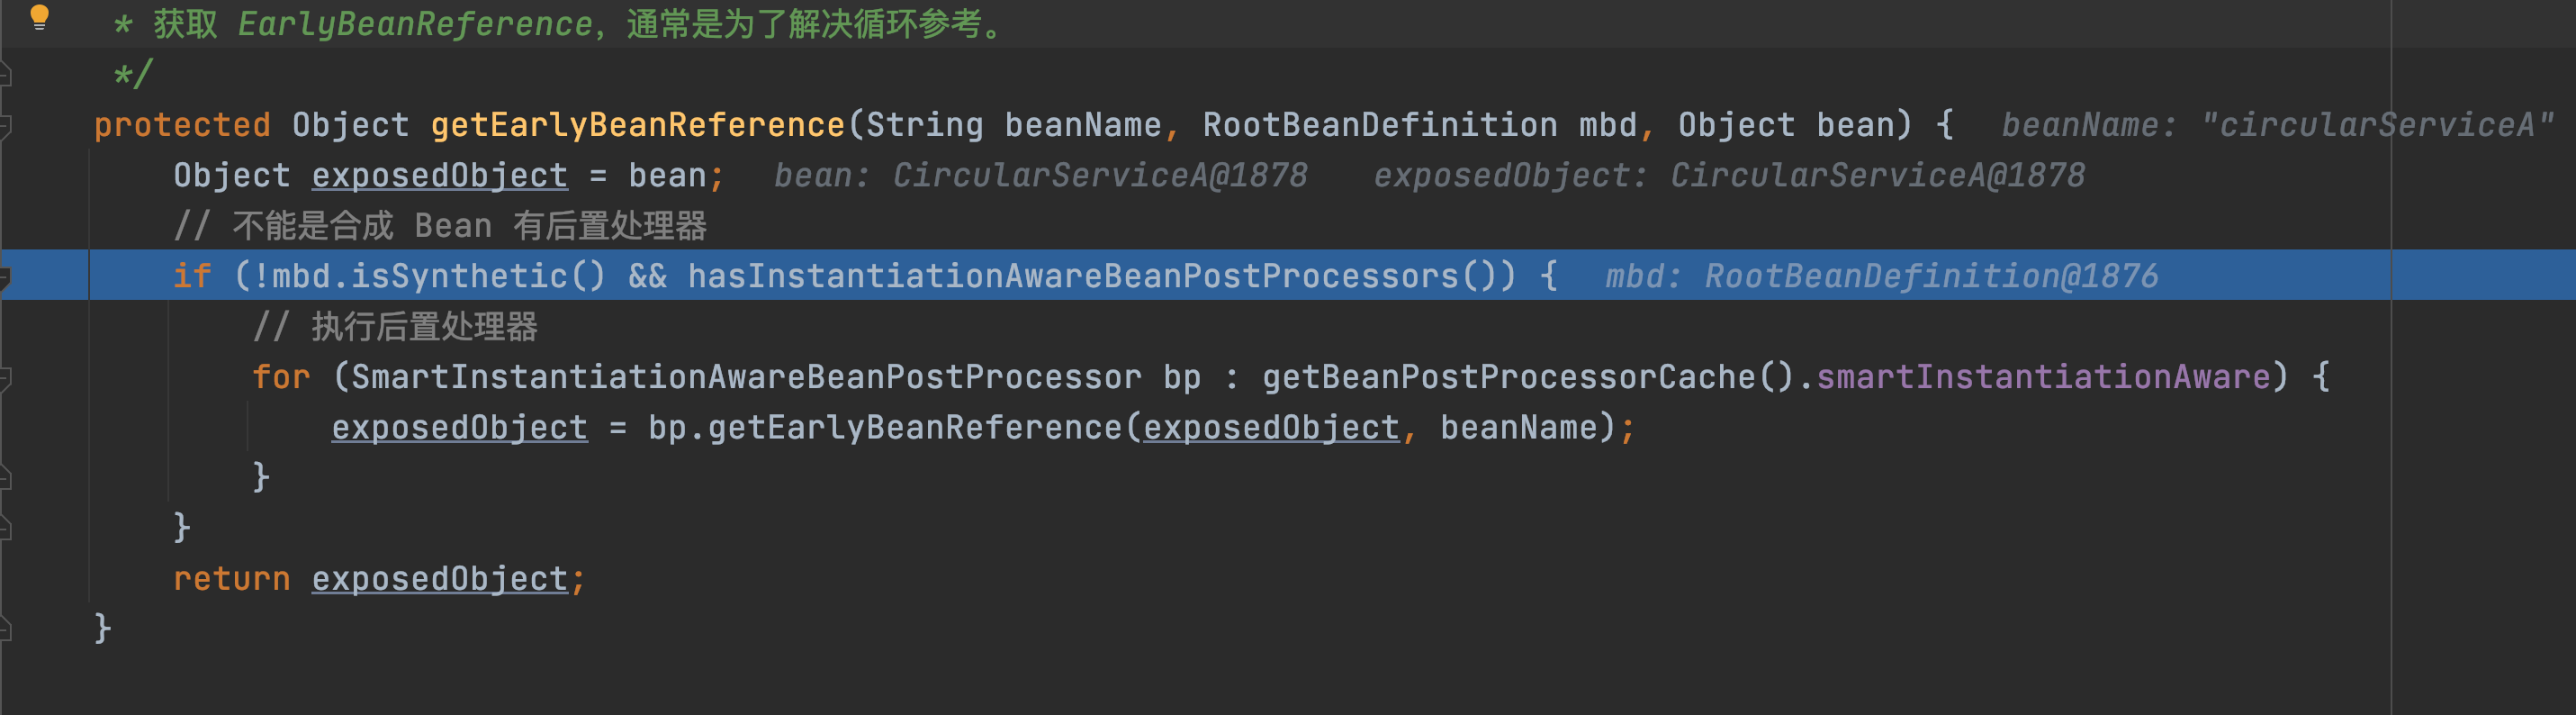 * 获取 EarlyBeanReference，通常是为了解决循环参考。
*/
protected Object getEarlyBeanReference(String beanName, RootBeanDefinition mbd, Object bean) { beanName: "circularServiceA"
Object exposedObject = bean; bean: CircularServiceA@1878 exposedObject: CircularServiceA@1878
// 不能是合成 Bean 有后置处理器
if (!mbd.isSynthetic() && hasInstantiationAwareBeanPostProcessors()) { mbd: RootBeanDefinition@1876
// 执行后置处理器
for (SmartInstantiationAwareBeanPostProcessor bp : getBeanPostProcessorCache().smartInstantiationAware) {
exposedObject = bp.getEarlyBeanReference(exposedObject, beanName);
}
}
return exposedObject;
}